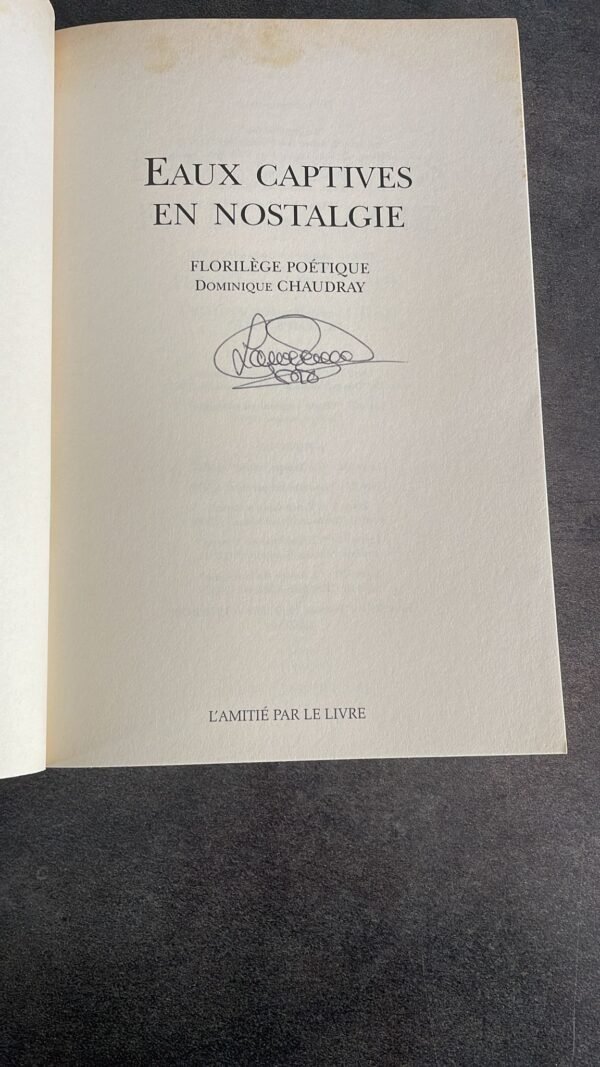 EAUX CAPTIVES
EN NOSTALGIE
FLORILÈGE POÉTIQUE
DOMINIQUE CHAUDRAY
L'AMITIÉ PAR LE LIVRE